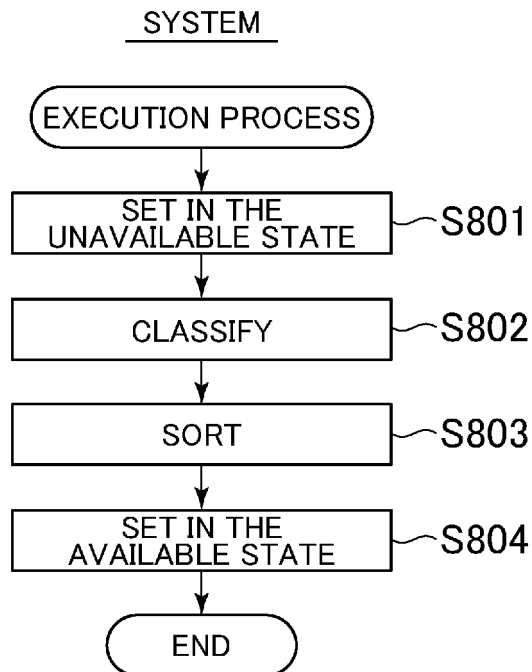 SYSTEM
EXECUTION PROCESS
SET IN THE
UNAVAILABLE STATE
S801
CLASSIFY
S802
SORT
S803
SET IN THE
AVAILABLE STATE
S804
END